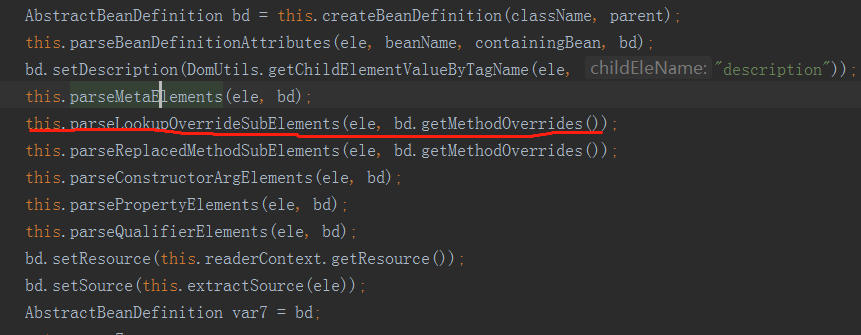 AbstractBeanDefinition bd = this.createBeanDefinition(className, parent);
this.parseBeanDefinitionAttributes(ele, beanName, containingBean, bd);
bd.setDescription(DomUtils.getChildElementValueByTagName(ele, childEleName: "description"));
this.parseMetaElements(ele, bd);
this.parseLookupOverrideSubElements(ele, bd.getMethodOverrides());
this.parseReplacedMethodSubElements(ele, bd.getMethodOverrides());
this.parseConstructorArgElements(ele, bd);
this.parsePropertyElements(ele, bd);
this.parseQualifierElements(ele, bd);
bd.setResource(this.readerContext.getResource());
bd.setSource(this.extractSource(ele));
AbstractBeanDefinition var7 = bd;